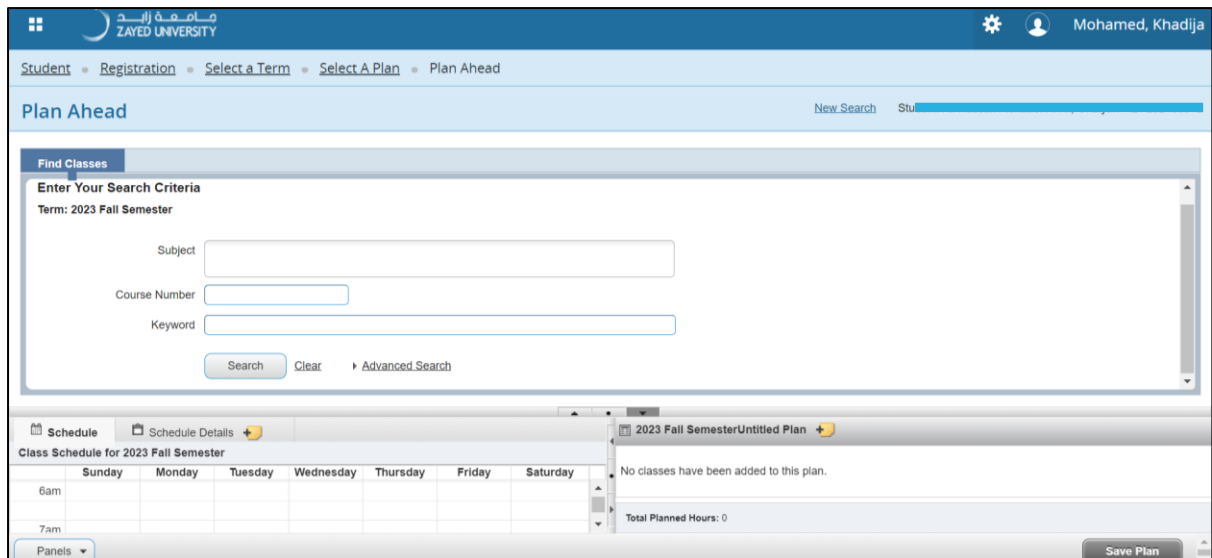 جـامـعـة زايــد
ZAYED UNIVERSITY
Mohamed, Khadija
Student Registration Select a Term Select A Plan Plan Ahead
Plan Ahead
New Search Stu
Find Classes
Enter Your Search Criteria
Term: 2023 Fall Semester
Subject
Course Number
Keyword
Search Clear Advanced Search
Schedule Schedule Details
Class Schedule for 2023 Fall Semester
Sunday Monday Tuesday Wednesday Thursday Friday Saturday
6am
7am
2023 Fall SemesterUntitled Plan
No classes have been added to this plan.
Total Planned Hours: 0
Panels
Save Plan